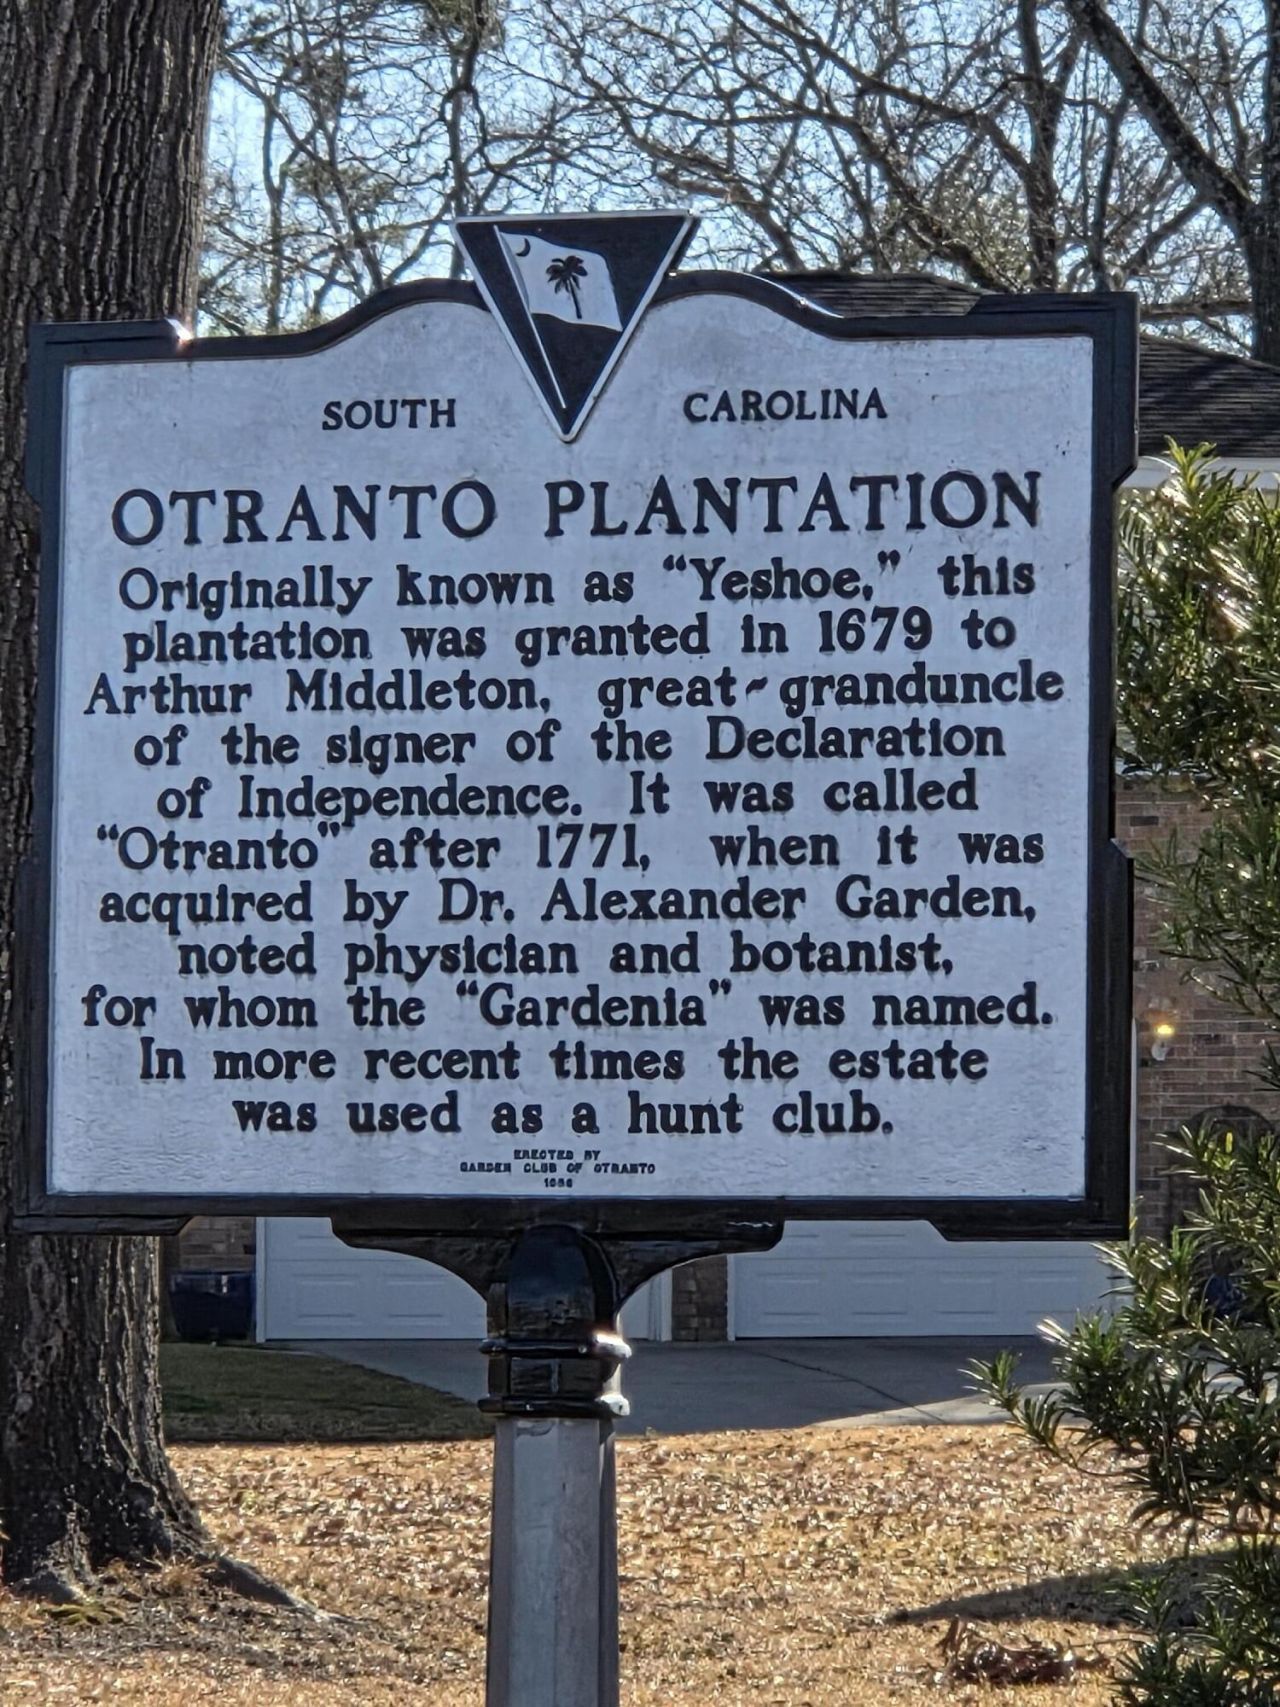 SOUTH CAROLINA
OTRANTO PLANTATION
Originally known as “Yeshoe,” this
plantation was granted in 1679 to
Arthur Middleton, great-granduncle
of the signer of the Declaration
of Independence. It was called
“Otranto” after 1771, when it was
acquired by Dr. Alexander Garden,
noted physician and botanist,
for whom the “Gardenia” was named.
In more recent times the estate
was used as a hunt club.
ERECTED BY
GARDEN CLUB OF OTRANTO